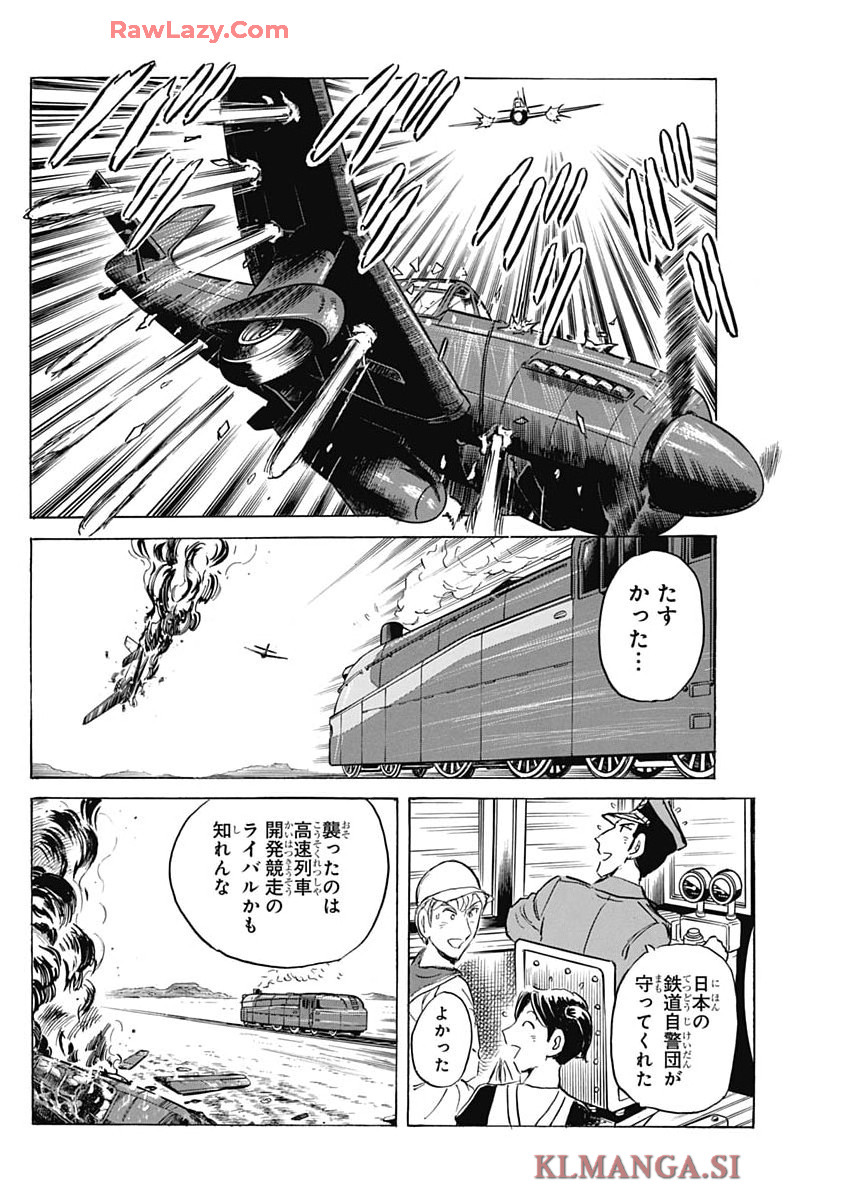 RawLazy.Com
たす
かった…
日本の
鉄道自警団が
守ってくれた
よかった
襲ったのは
高速列車
開発競走の
ライバルかも
知れんな
KLMANGA.SI